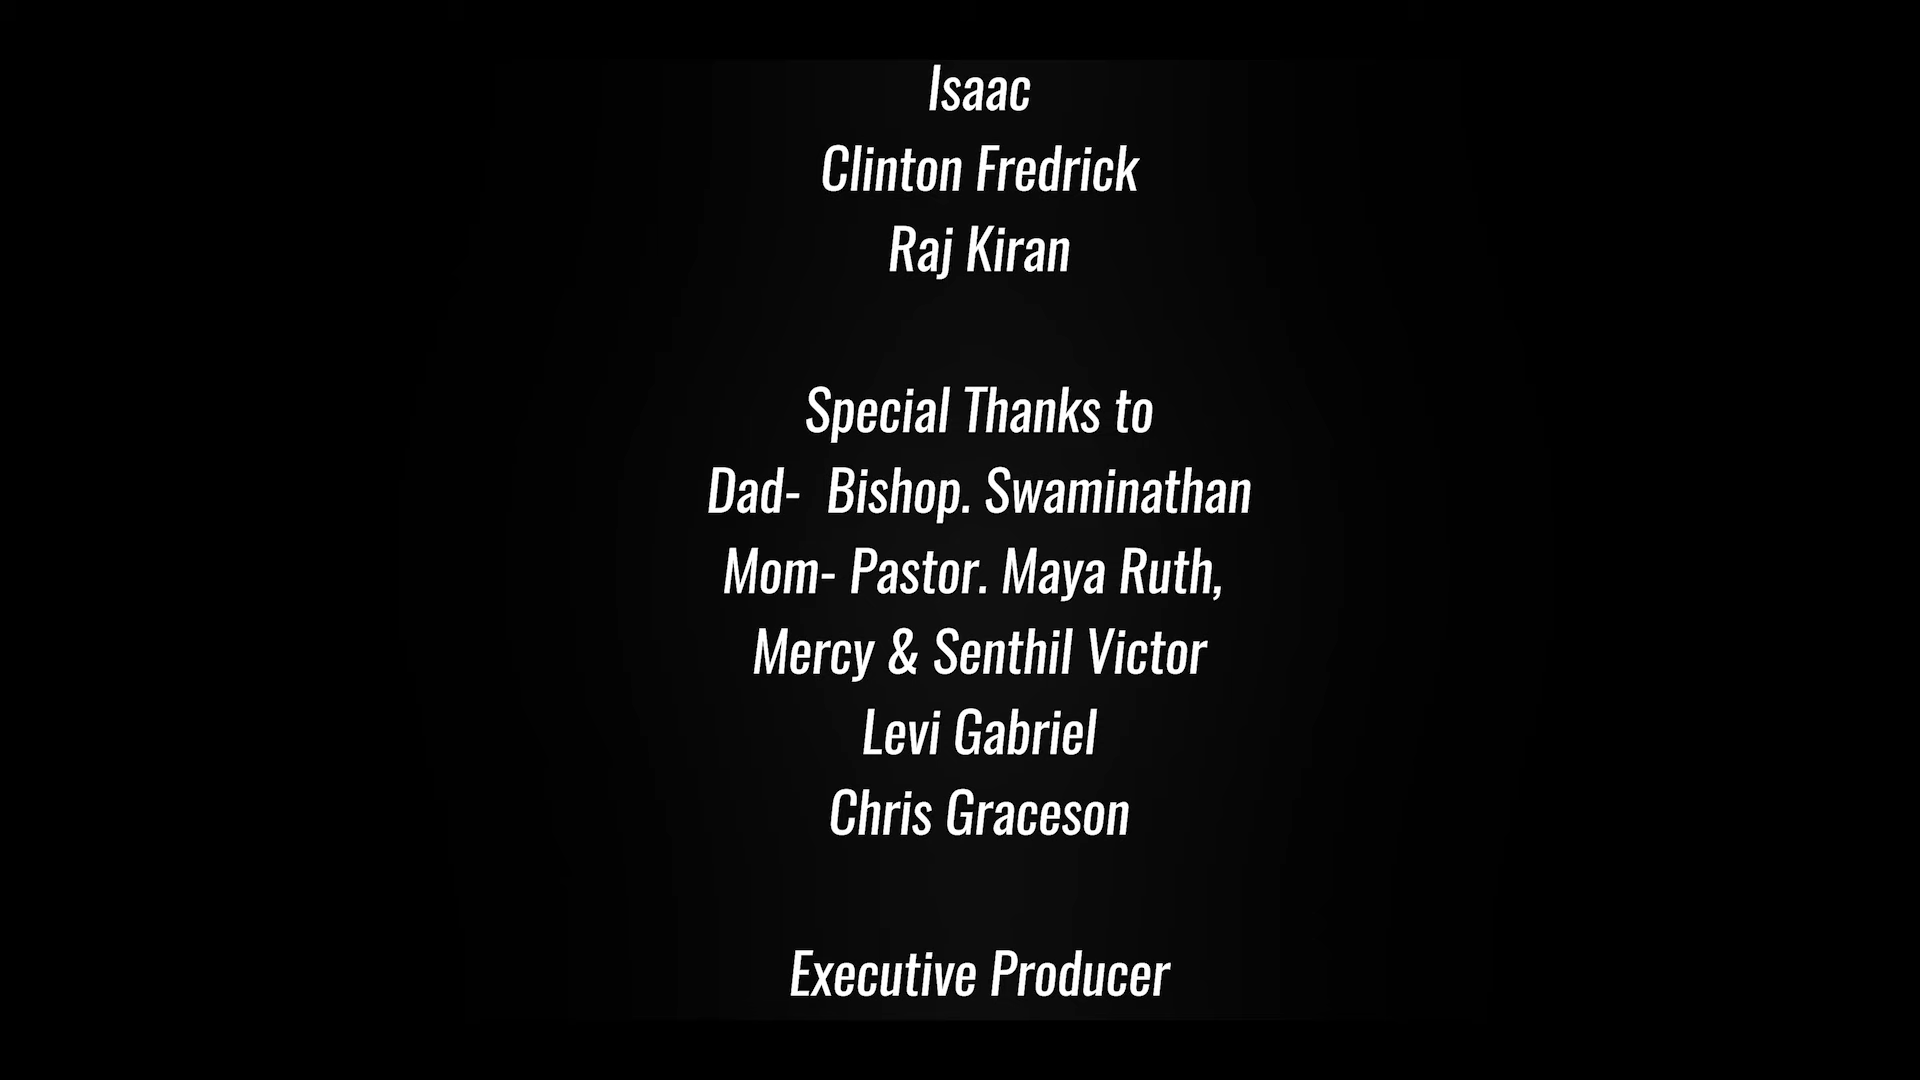 Isaac
Clinton Fredrick
Raj Kiran
Special Thanks to
Dad-  Bishop. Swaminathan
Mom- Pastor. Maya Ruth,
Mercy & Senthil Victor
Levi Gabriel
Chris Graceson
Executive Producer